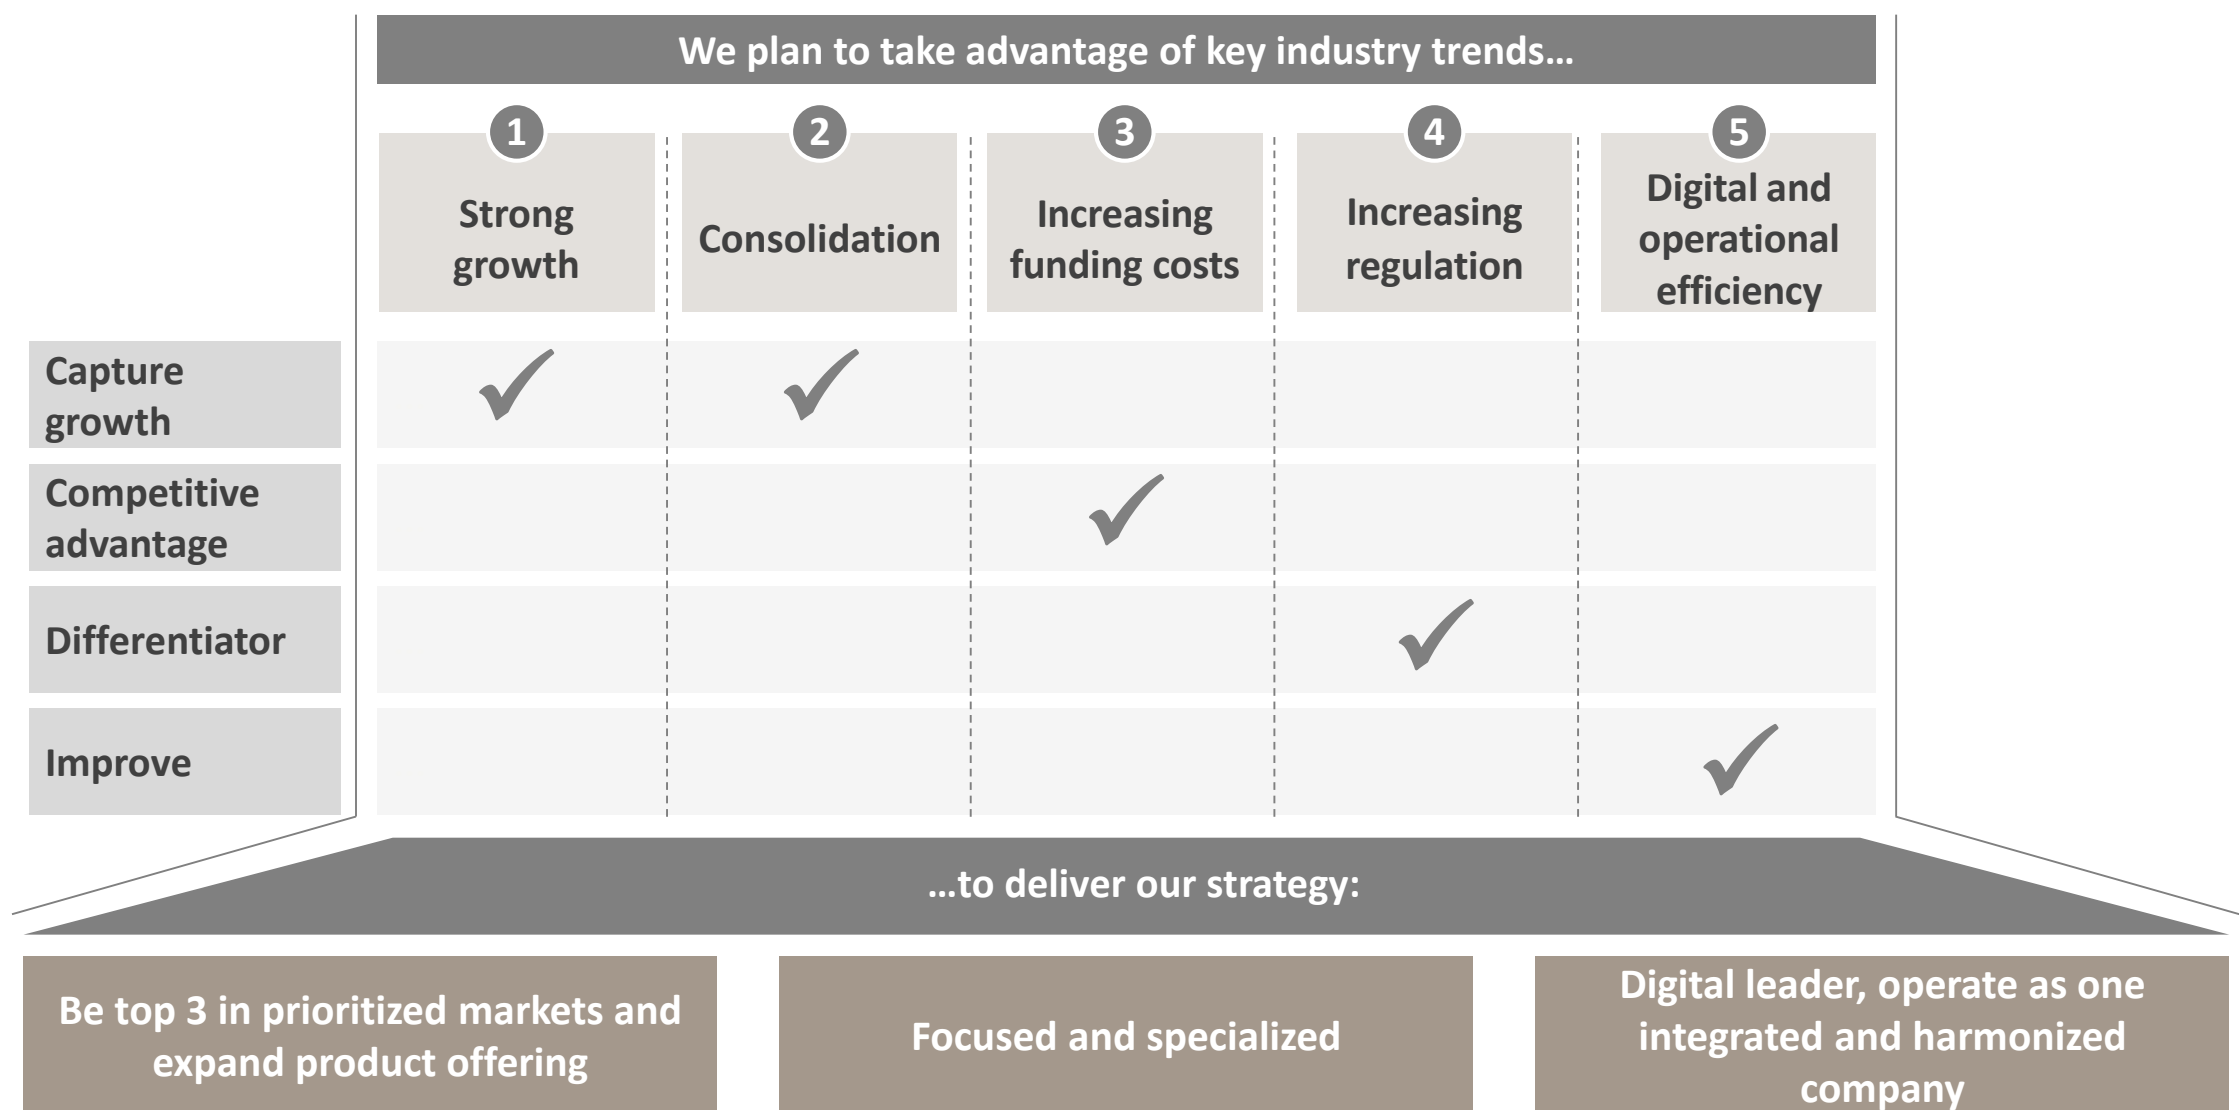 We plan to take advantage of key industry trends…
1
2
3
4
5
Strong
growth
Consolidation
Increasing
funding costs
Increasing
regulation
Digital and
operational
efficiency
Capture
growth
Competitive
advantage
Differentiator
Improve
…to deliver our strategy:
Be top 3 in prioritized markets and
expand product offering
Focused and specialized
Digital leader, operate as one
integrated and harmonized
company